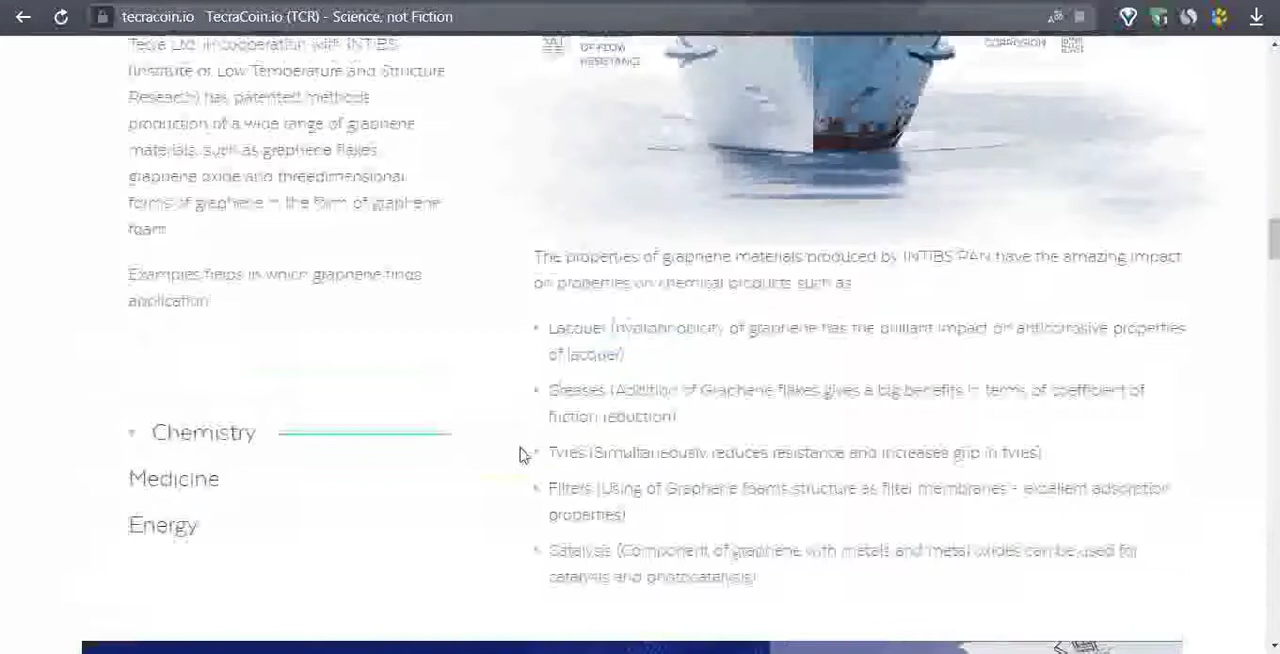 tecracoin.io TecraCoin.io (TCR) - Science, not Fiction
Tecra Ltd. in cooperation with INTIBS
(Institute of Low Temperature and Structure
Research) has patented methods
production of a wide range of graphene
materials, such as graphene flakes,
graphene oxide and threedimensional
forms of graphene in the form of graphene
foam.
Examples fields in which graphene finds
application:
Chemistry
Medicine
Energy
OF FLOW
RESISTANCE
CORROSION
The properties of graphene materials produced by INTIBS PAN have the amazing impact
on properties on chemical products such as
• Lacquer (hydrophobicity of graphene has the brilliant impact on anticorrosive properties
of lacquer)
• Greases (Addition of Graphene flakes gives a big benefits in terms of coefficient of
friction reduction)
• Tyres (Simultaneously reduces resistance and increases grip in tyres)
• Filters (Using of Graphene foams structure as filter membranes - excellent adsorption
properties)
• Catalysis (Component of graphene with metals and metal oxides can be used for
catalysis and photocatalysis)